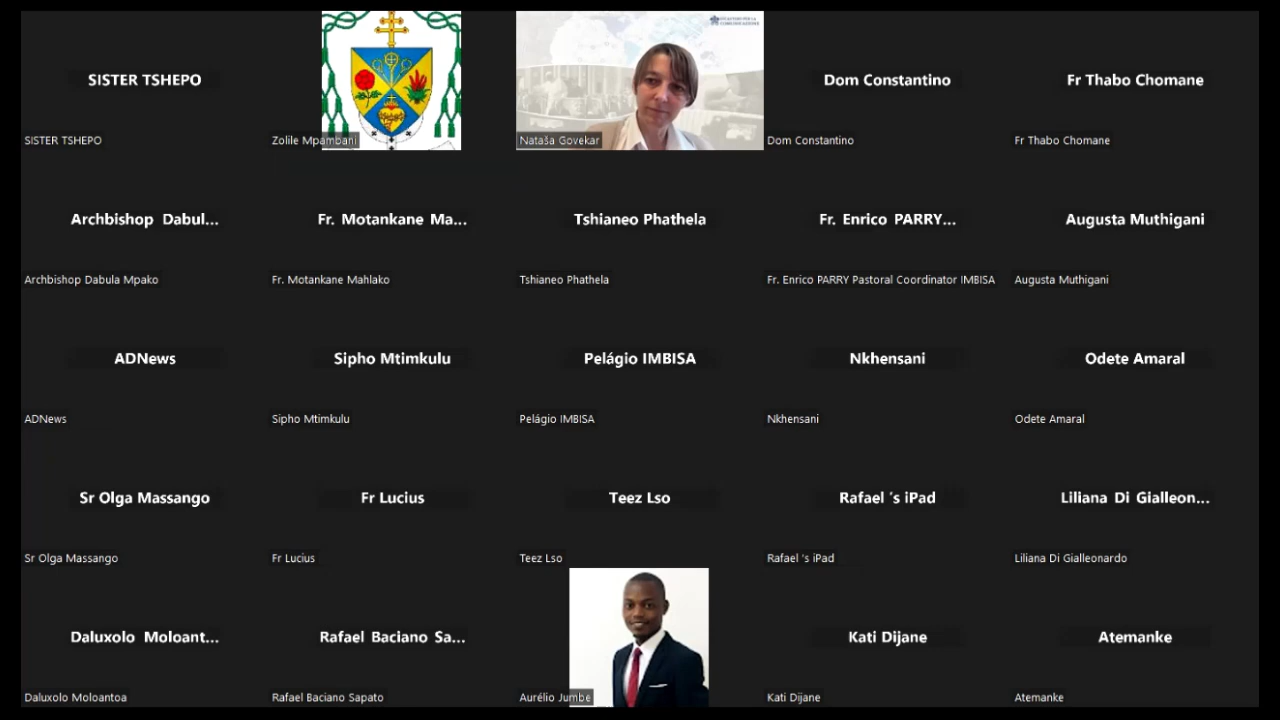 SISTER TSHEPO
SISTER TSHEPO
Zolile Mpambani
Nataša Govekar
Dom Constantino
Dom Constantino
Fr Thabo Chomane
Fr Thabo Chomane
Archbishop Dabul...
Archbishop Dabula Mpako
Fr. Motankane Ma...
Fr. Motankane Mahlako
Tshianeo Phathela
Tshianeo Phathela
Fr. Enrico PARRY...
Fr. Enrico PARRY Pastoral Coordinator IMBISA
Augusta Muthigani
Augusta Muthigani
ADNews
ADNews
Sipho Mtimkulu
Sipho Mtimkulu
Pelágio IMBISA
Pelágio IMBISA
Nkhensani
Nkhensani
Odete Amaral
Odete Amaral
Sr Olga Massango
Sr Olga Massango
Fr Lucius
Fr Lucius
Teez Lso
Teez Lso
Rafael 's iPad
Rafael 's iPad
Liliana Di Gialleon...
Liliana Di Gialleonardo
Daluxolo Moloant...
Daluxolo Moloantoa
Rafael Baciano Sa...
Rafael Baciano Sapato
Aurélio Jumbe
Kati Dijane
Kati Dijane
Atemanke
Atemanke